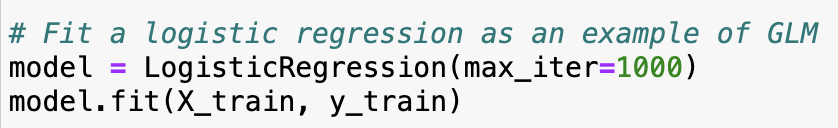 # Fit a logistic regression as an example of GLM
model = LogisticRegression(max_iter=1000)
model.fit(X_train, y_train)